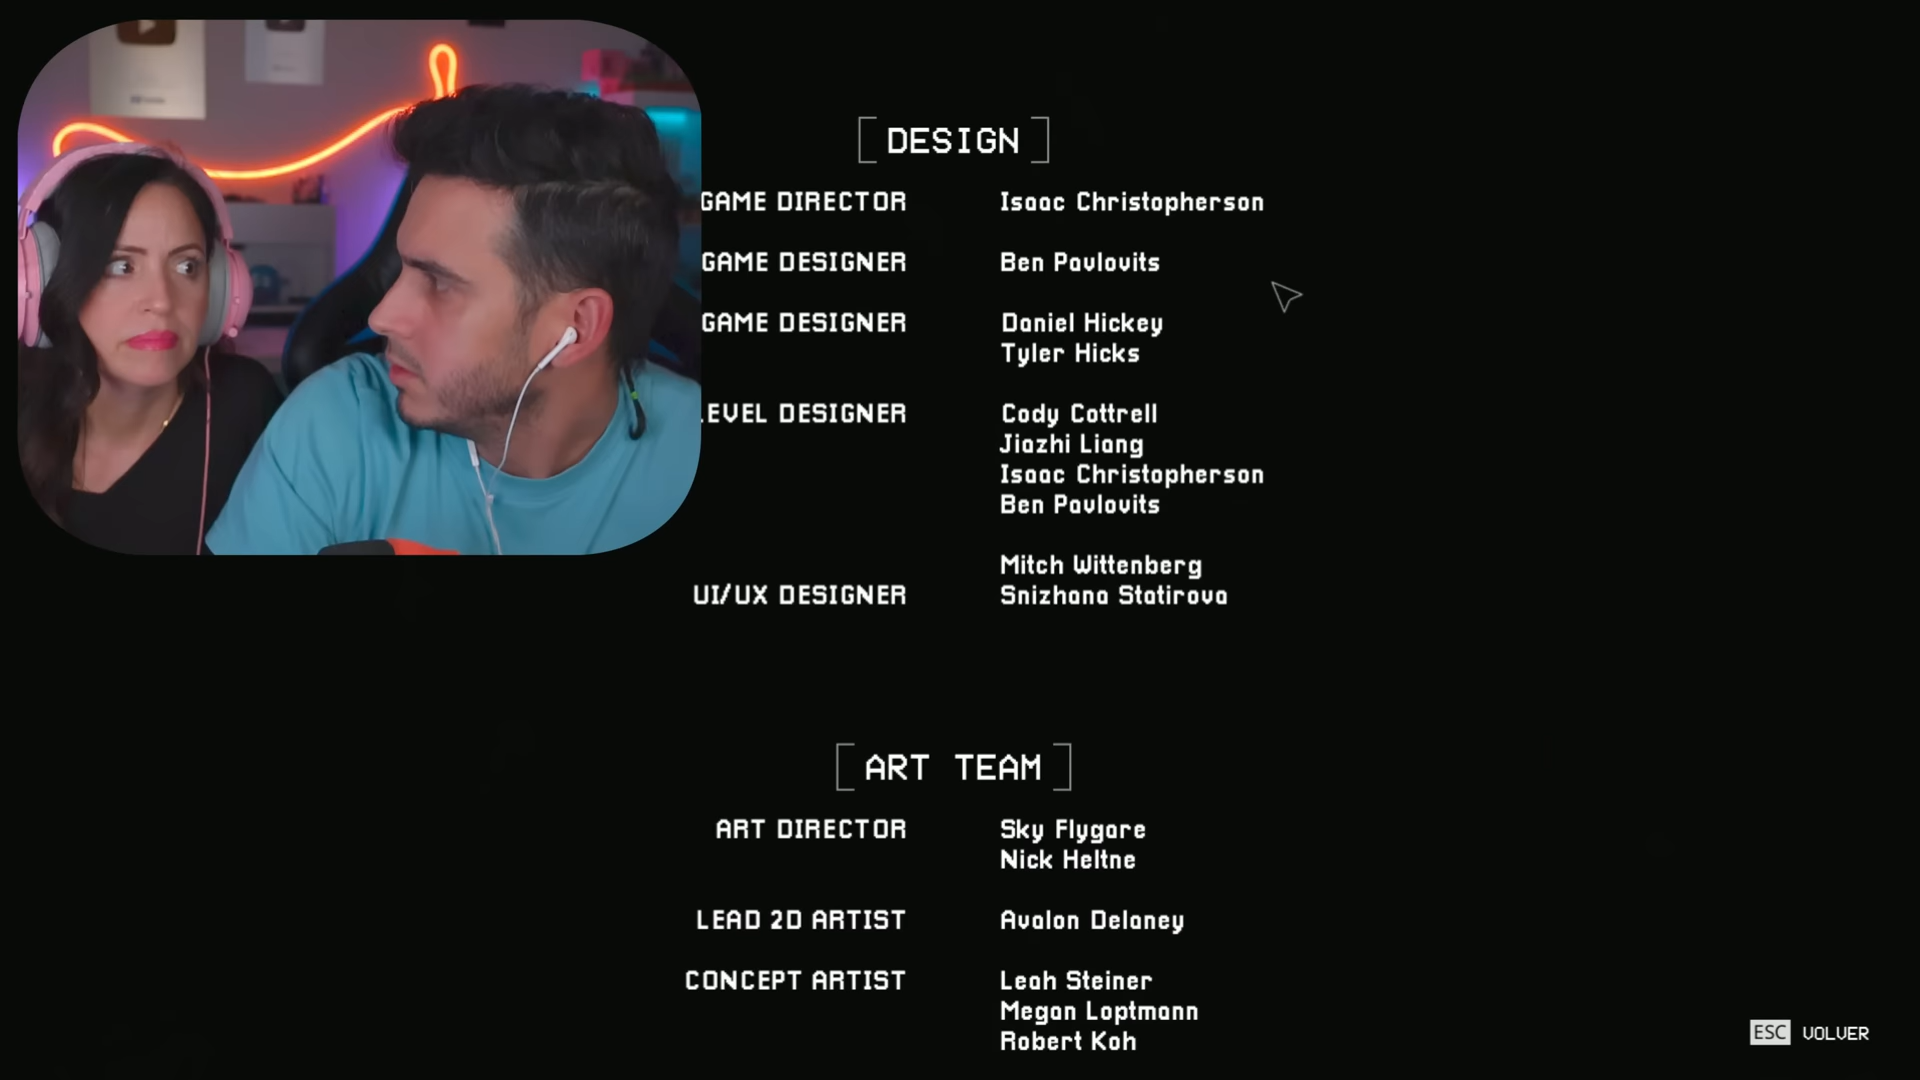 DESIGN
GAME DIRECTOR Isaac Christopherson
GAME DESIGNER Ben Pavlovits
GAME DESIGNER Daniel Hickey
Tyler Hicks
LEVEL DESIGNER Cody Cottrell
Jiazhi Liang
Isaac Christopherson
Ben Pavlovits
Mitch Wittenberg
UI/UX DESIGNER Snizhana Statirova
ART TEAM
ART DIRECTOR Sky Flygare
Nick Heltne
LEAD 2D ARTIST Avalon Delaney
CONCEPT ARTIST Leah Steiner
Megan Loptmann
Robert Koh
ESC VOLVER